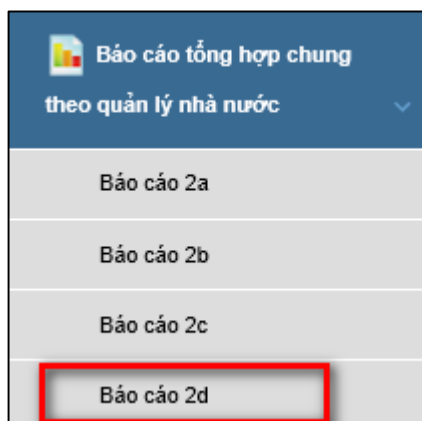 Báo cáo tổng hợp chung
theo quản lý nhà nước
Báo cáo 2a
Báo cáo 2b
Báo cáo 2c
Báo cáo 2d